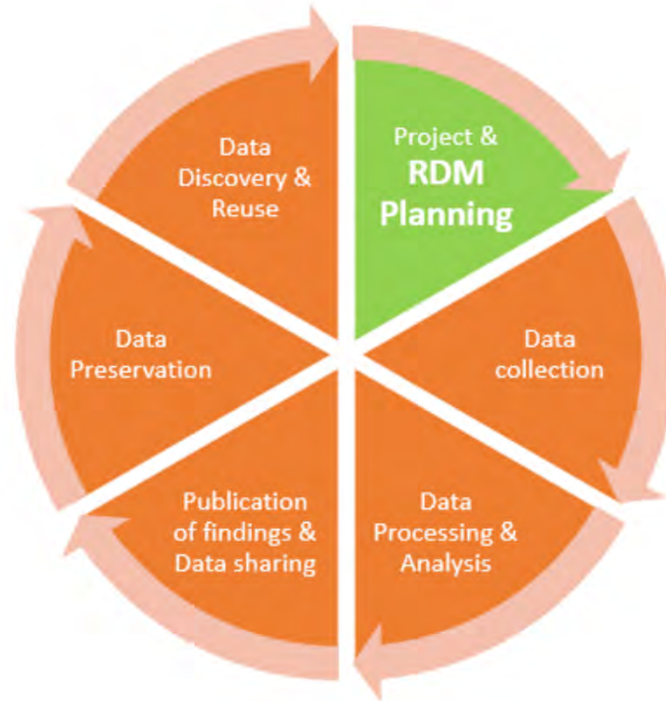 Project &
RDM
Planning
Data
collection
Data
Processing &
Analysis
Publication
of findings &
Data sharing
Data
Preservation
Data
Discovery &
Reuse